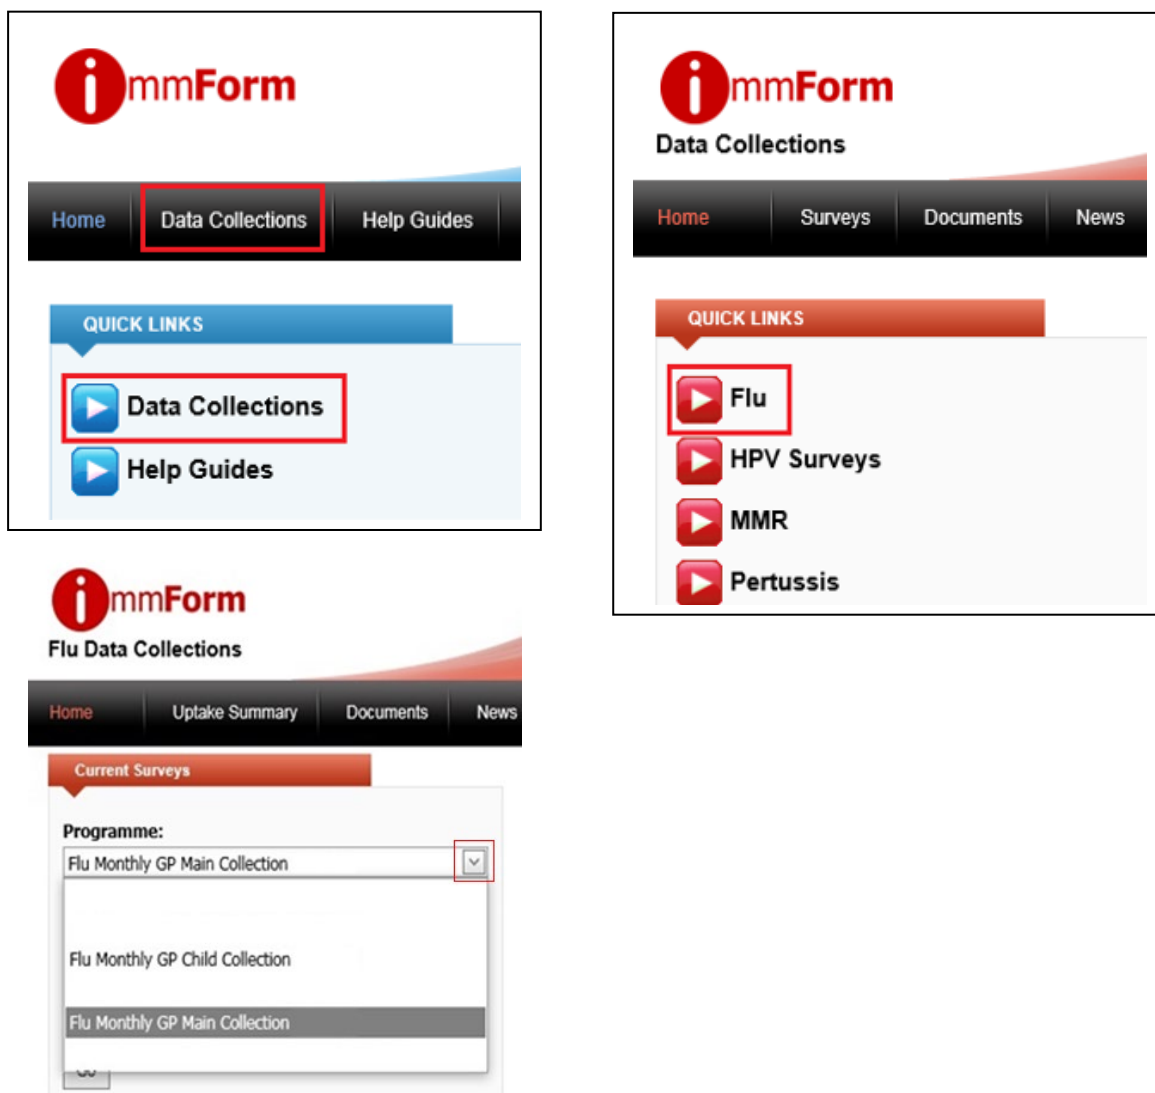 immForm
Home Data Collections Help Guides
QUICK LINKS
Data Collections
Help Guides
immForm
Data Collections
Home Surveys Documents News
QUICK LINKS
Flu
HPV Surveys
MMR
Pertussis
immForm
Flu Data Collections
Home Uptake Summary Documents News
Current Surveys
Programme:
Flu Monthly GP Main Collection
Flu Monthly GP Child Collection
Flu Monthly GP Main Collection